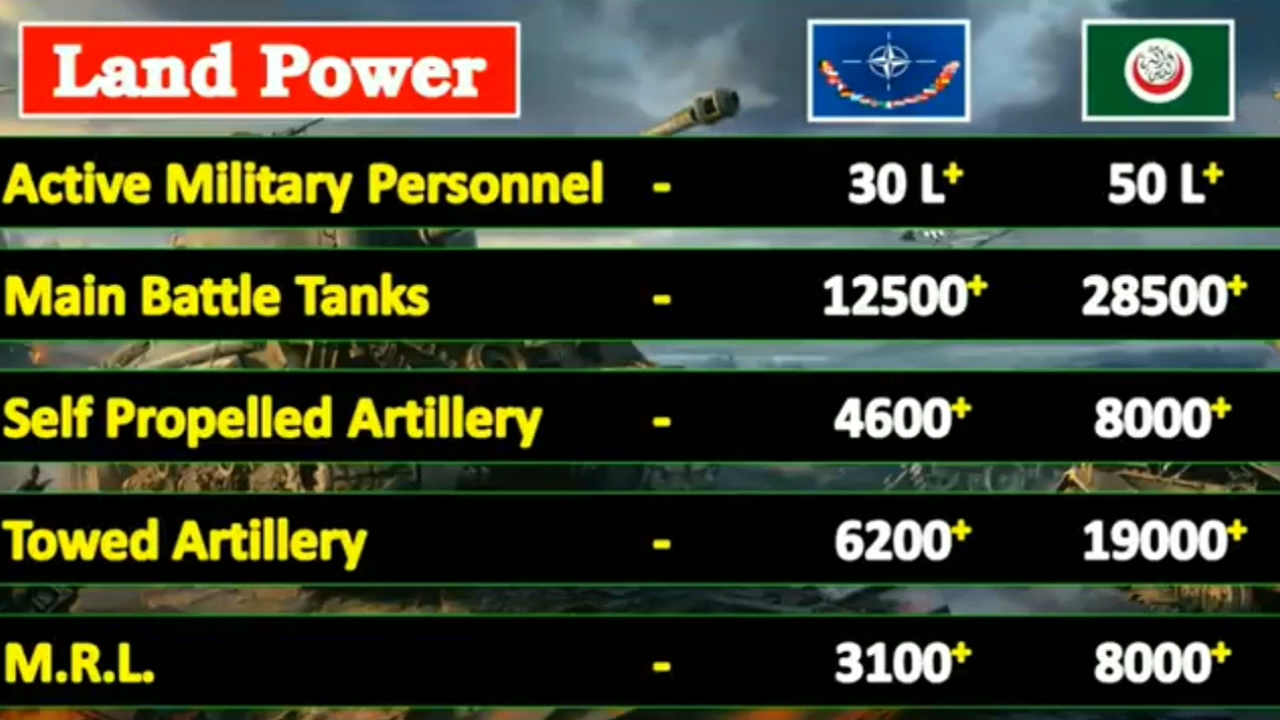 Land Power
Active Military Personnel - 30 L+ 50 L+
Main Battle Tanks - 12500+ 28500+
Self Propelled Artillery - 4600+ 8000+
Towed Artillery - 6200+ 19000+
M.R.L. - 3100+ 8000+